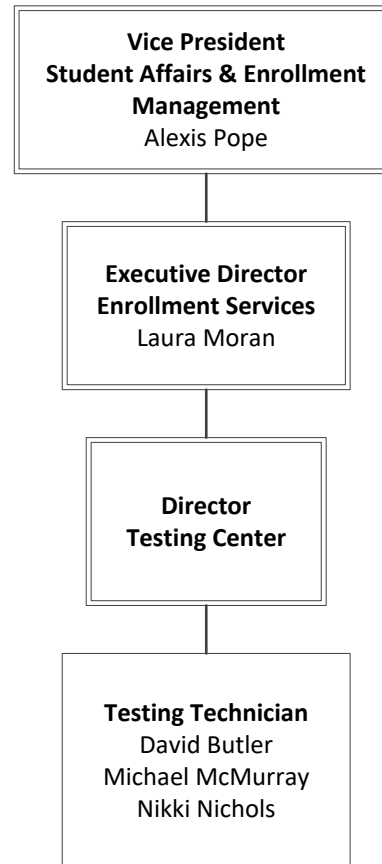 Vice President
Student Affairs & Enrollment
Management
Alexis Pope
Executive Director
Enrollment Services
Laura Moran
Director
Testing Center
Testing Technician
David Butler
Michael McMurray
Nikki Nichols